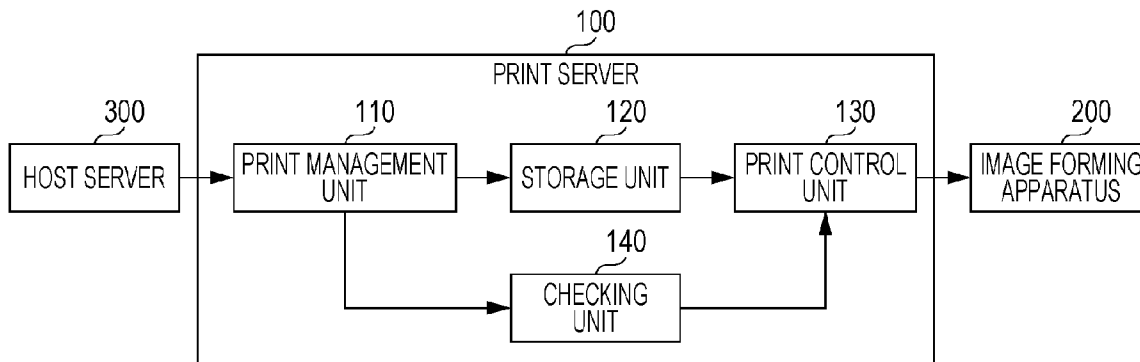 100
PRINT SERVER
300
HOST SERVER
110
PRINT MANAGEMENT
UNIT
120
STORAGE UNIT
130
PRINT CONTROL
UNIT
200
IMAGE FORMING
APPARATUS
140
CHECKING
UNIT